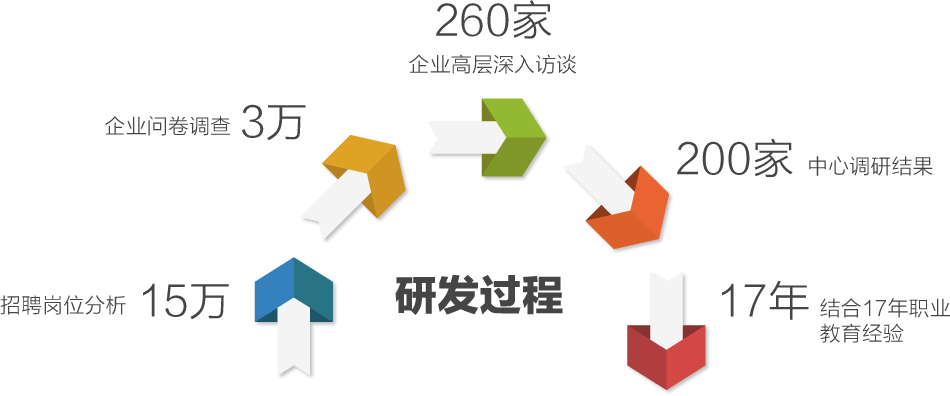 260家
企业高层深入访谈
企业问卷调查 3万
200家 中心调研结果
招聘岗位分析 15万
研发过程
17年 结合17年职业
教育经验